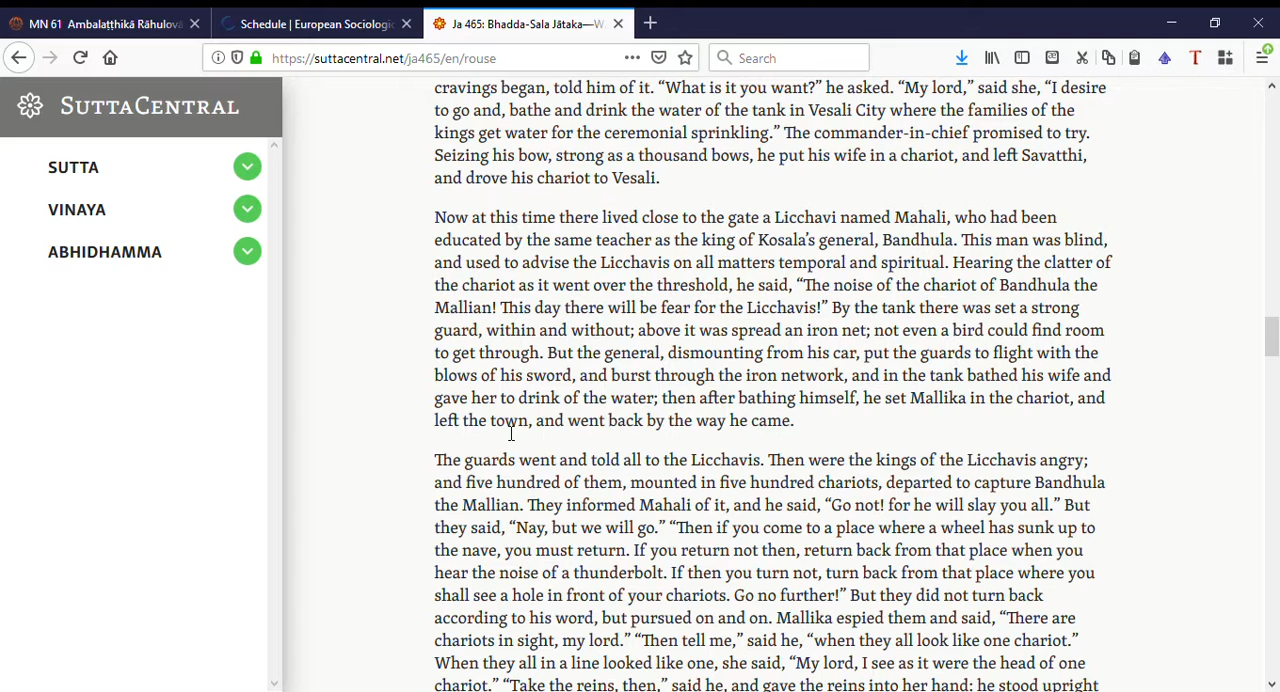 MN 61 Ambalaṭṭhikā Rāhulov
Schedule | European Sociologi
Ja 465: Bhadda-Sala Jātaka—W
https://suttacentral.net/ja465/en/rouse
Search
SUTTACENTRAL
SUTTA
VINAYA
ABHIDHAMMA
cravings began, told him of it. “What is it you want?” he asked. “My lord,” said she, “I desire
to go and, bathe and drink the water of the tank in Vesali City where the families of the
kings get water for the ceremonial sprinkling.” The commander-in-chief promised to try.
Seizing his bow, strong as a thousand bows, he put his wife in a chariot, and left Savatthi,
and drove his chariot to Vesali.
Now at this time there lived close to the gate a Licchavi named Mahali, who had been
educated by the same teacher as the king of Kosala’s general, Bandhula. This man was blind,
and used to advise the Licchavis on all matters temporal and spiritual. Hearing the clatter of
the chariot as it went over the threshold, he said, “The noise of the chariot of Bandhula the
Mallian! This day there will be fear for the Licchavis!” By the tank there was set a strong
guard, within and without; above it was spread an iron net; not even a bird could find room
to get through. But the general, dismounting from his car, put the guards to flight with the
blows of his sword, and burst through the iron network, and in the tank bathed his wife and
gave her to drink of the water; then after bathing himself, he set Mallika in the chariot, and
left the town, and went back by the way he came.
The guards went and told all to the Licchavis. Then were the kings of the Licchavis angry;
and five hundred of them, mounted in five hundred chariots, departed to capture Bandhula
the Mallian. They informed Mahali of it, and he said, “Go not! for he will slay you all.” But
they said, “Nay, but we will go.” “Then if you come to a place where a wheel has sunk up to
the nave, you must return. If you return not then, return back from that place when you
hear the noise of a thunderbolt. If then you turn not, turn back from that place where you
shall see a hole in front of your chariots. Go no further!” But they did not turn back
according to his word, but pursued on and on. Mallika espied them and said, “There are
chariots in sight, my lord.” “Then tell me,” said he, “when they all look like one chariot.”
When they all in a line looked like one, she said, “My lord, I see as it were the head of one
chariot.” “Take the reins, then,” said he, and gave the reins into her hand: he stood upright